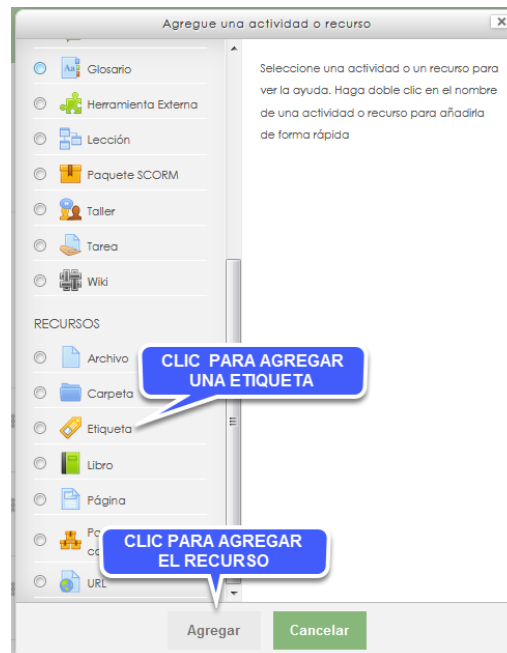 Agregue una actividad o recurso
Glosario
Seleccione una actividad o un recurso para
ver la ayuda. Haga doble clic en el nombre
de una actividad o recurso para añadirla
de forma rápida
Herramienta Externa
Lección
Paquete SCORM
Taller
Tarea
Wiki
RECURSOS
Archivo
CLIC PARA AGREGAR
UNA ETIQUETA
Carpeta
Etiqueta
Libro
Página
CLIC PARA AGREGAR
EL RECURSO
URL
Agregar
Cancelar